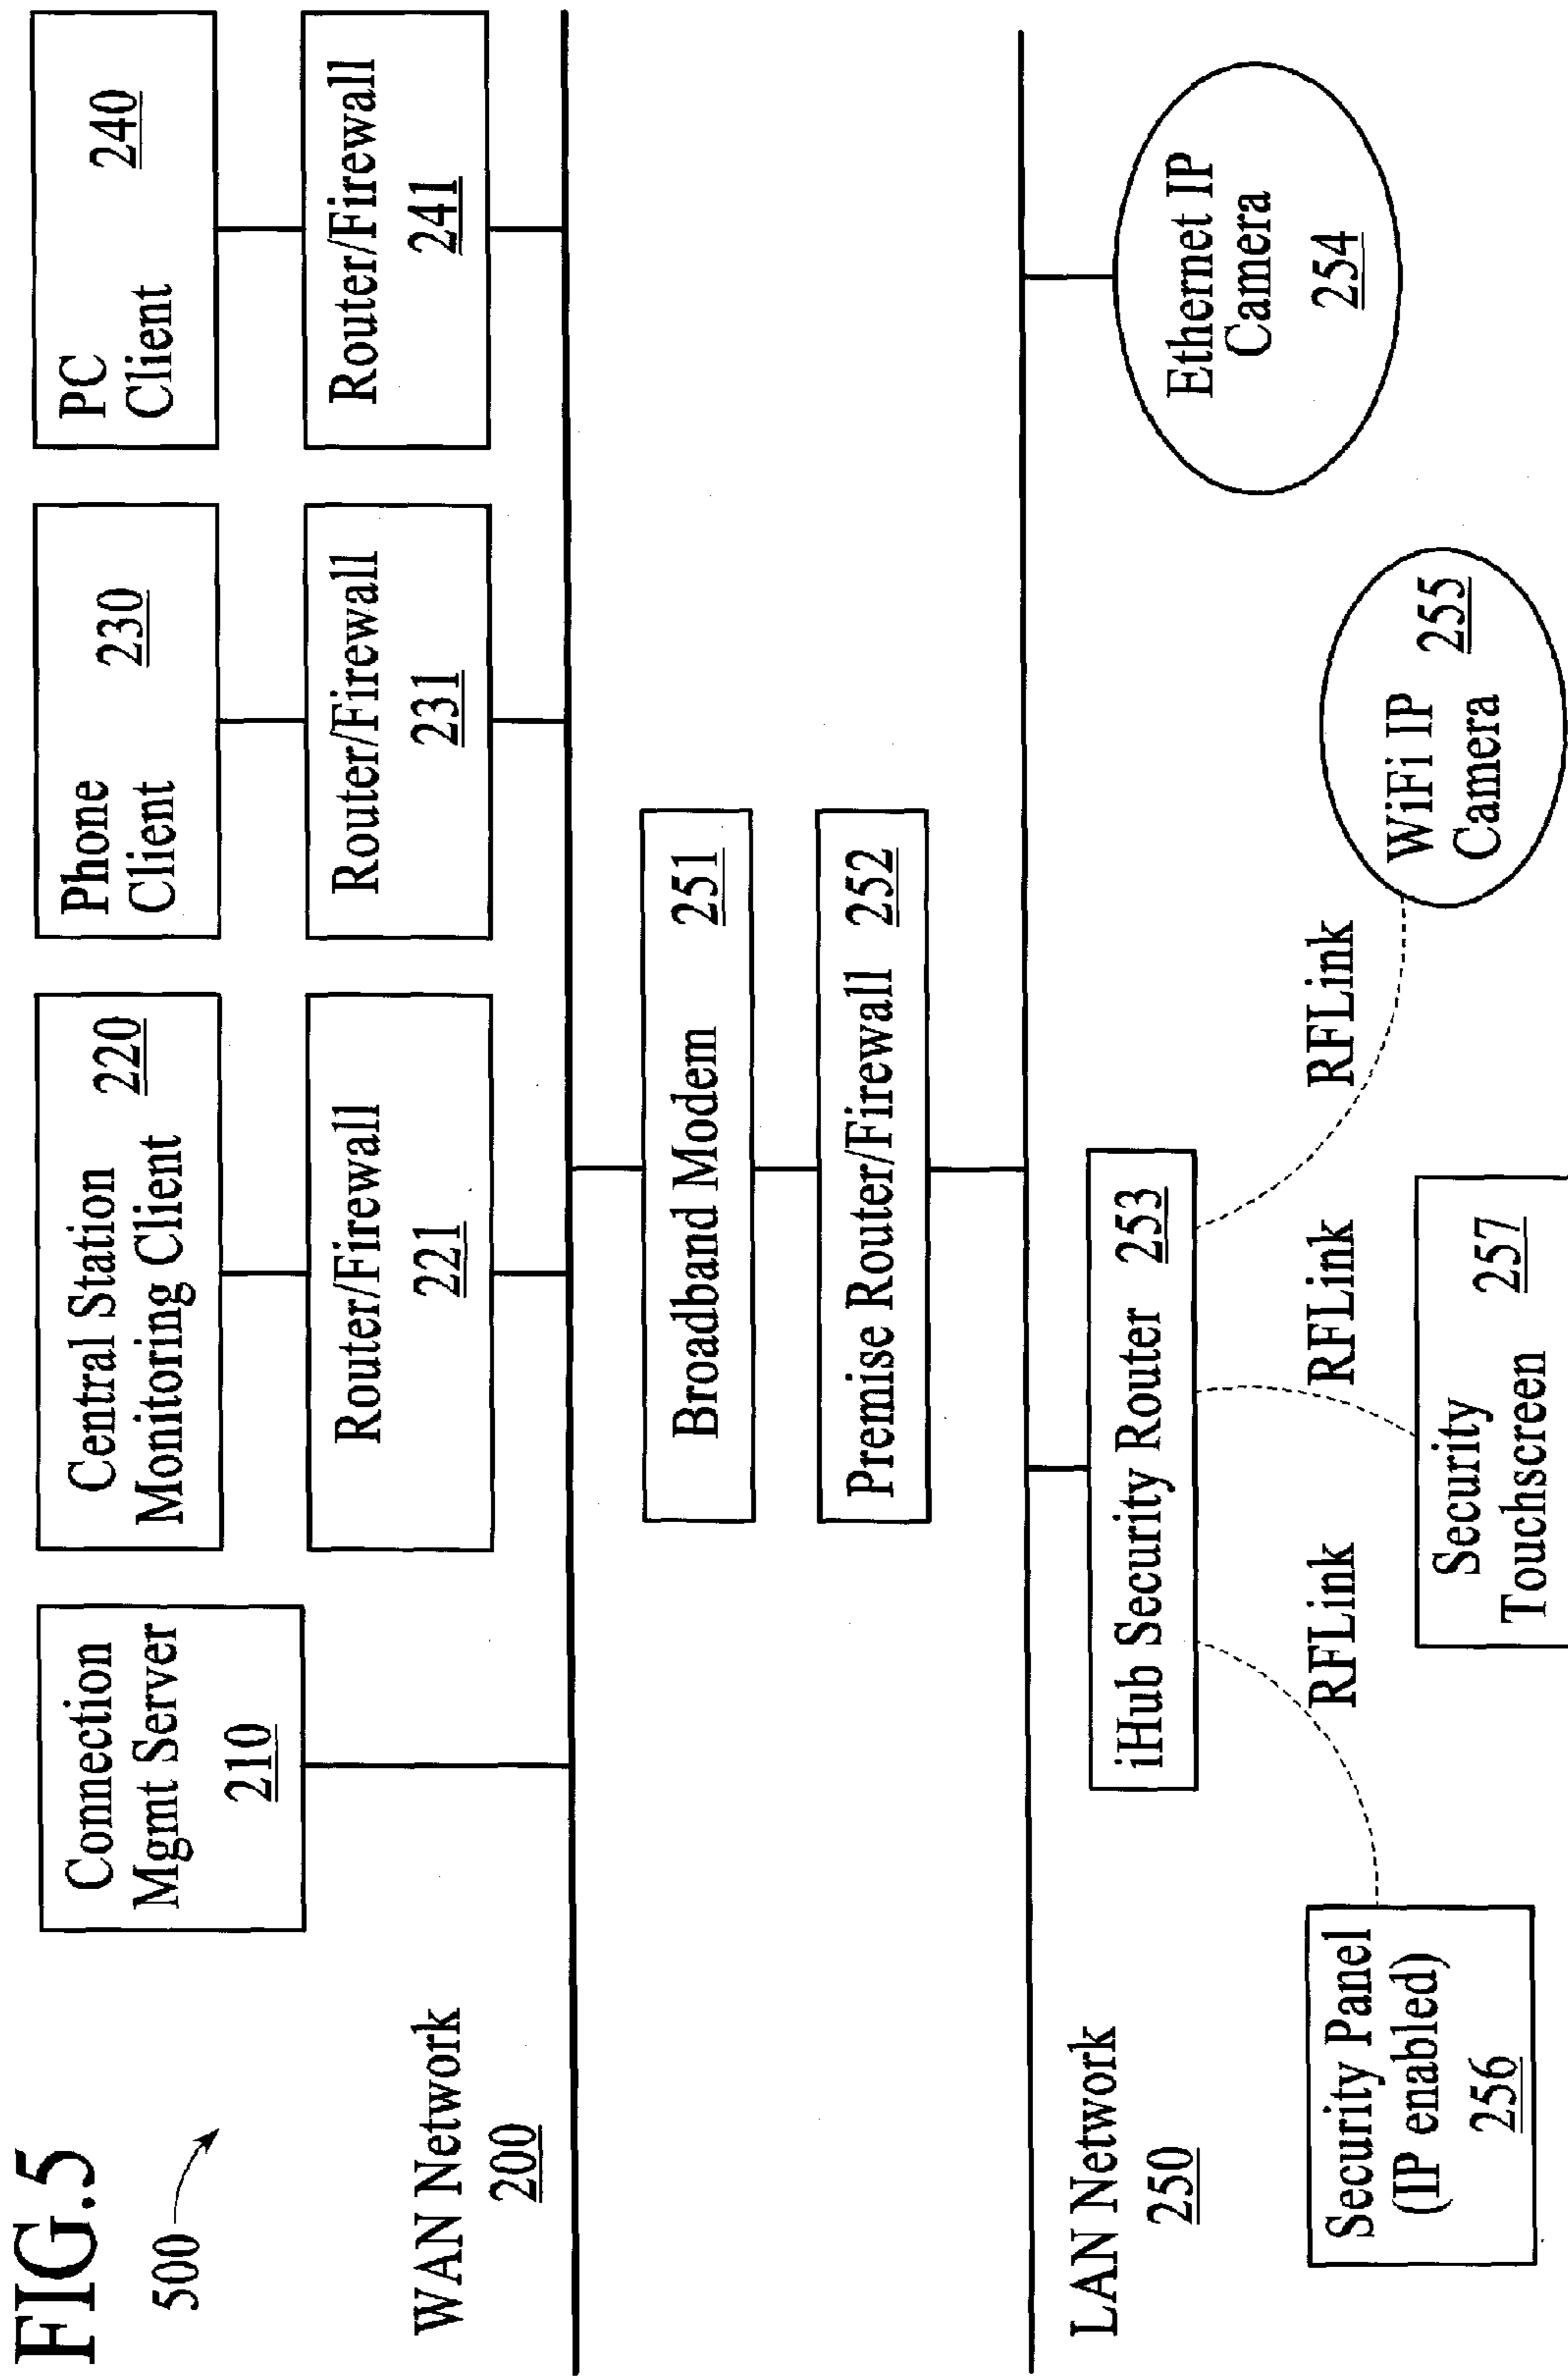 FIG.5
500
Connection
Mgmt Server
210
Central Station
Monitoring Client
220
Phone
Client
230
PC
Client
240
Router/Firewall
221
Router/Firewall
231
Router/Firewall
241
WAN Network
200
Broadband Modem 251
Premise Router/Firewall 252
LAN Network
250
iHub Security Router 253
Ethernet IP
Camera
254
RFLink
RFLink
RFLink
Security Panel
(IP enabled)
256
Security
Touchscreen
257
WiFi IP
Camera
255